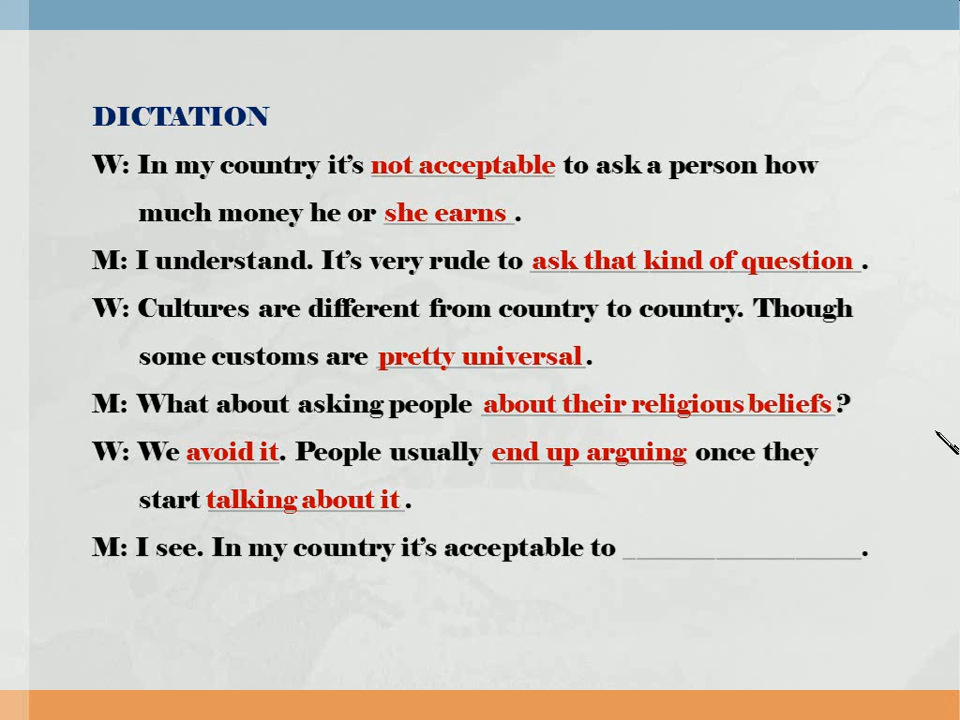 DICTATION
W: In my country it's not acceptable to ask a person how
much money he or she earns .
M: I understand. It's very rude to ask that kind of question .
W: Cultures are different from country to country. Though
some customs are pretty universal.
M: What about asking people about their religious beliefs?
W: We avoid it. People usually end up arguing once they
start talking about it .
M: I see. In my country it's acceptable to _______________.